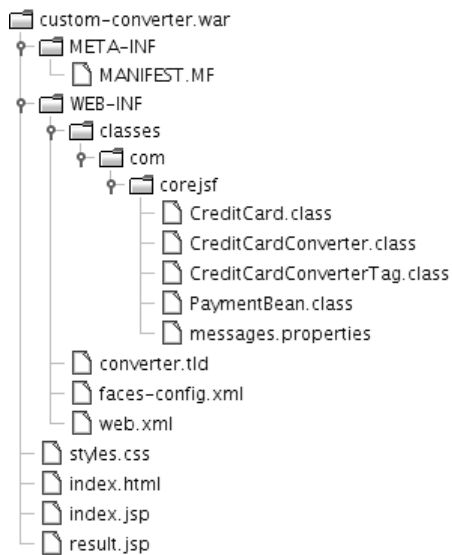 custom-converter.war
META-INF
MANIFEST.MF
WEB-INF
classes
com
corejsf
CreditCard.class
CreditCardConverter.class
CreditCardConverterTag.class
PaymentBean.class
messages.properties
converter.tld
faces-config.xml
web.xml
styles.css
index.html
index.jsp
result.jsp